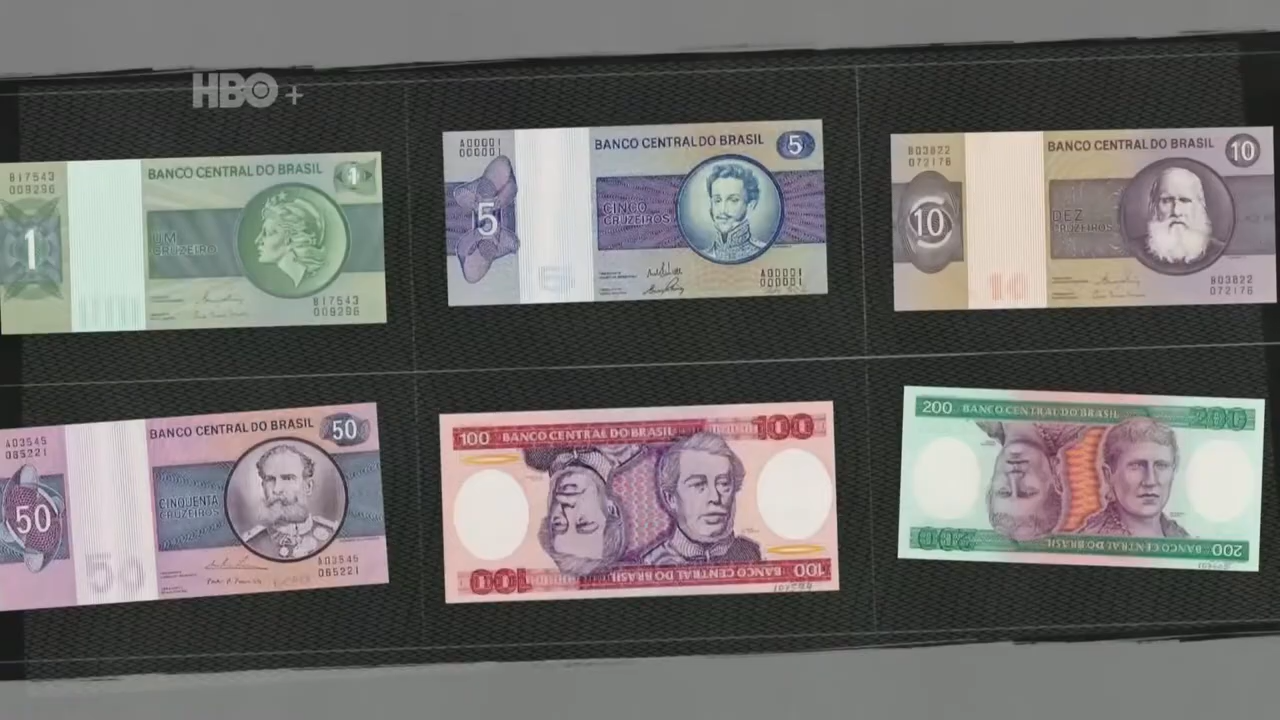 HBO +
B17543
009296
BANCO CENTRAL DO BRASIL
1
1
UM
CRUZEIRO
B17543
009296
A00001
000001
BANCO CENTRAL DO BRASIL
5
5
CINCO
CRUZEIROS
A00001
000001
B03822
072176
BANCO CENTRAL DO BRASIL
10
10
DEZ
CRUZEIROS
10
B03822
072176
A03545
065221
BANCO CENTRAL DO BRASIL
50
50
CINQUENTA
CRUZEIROS
50
A03545
065221
100 BANCO CENTRAL DO BRASIL 100
100 BANCO CENTRAL DO BRASIL 100
200 BANCO CENTRAL DO BRASIL 200
200 BANCO CENTRAL DO BRASIL 200